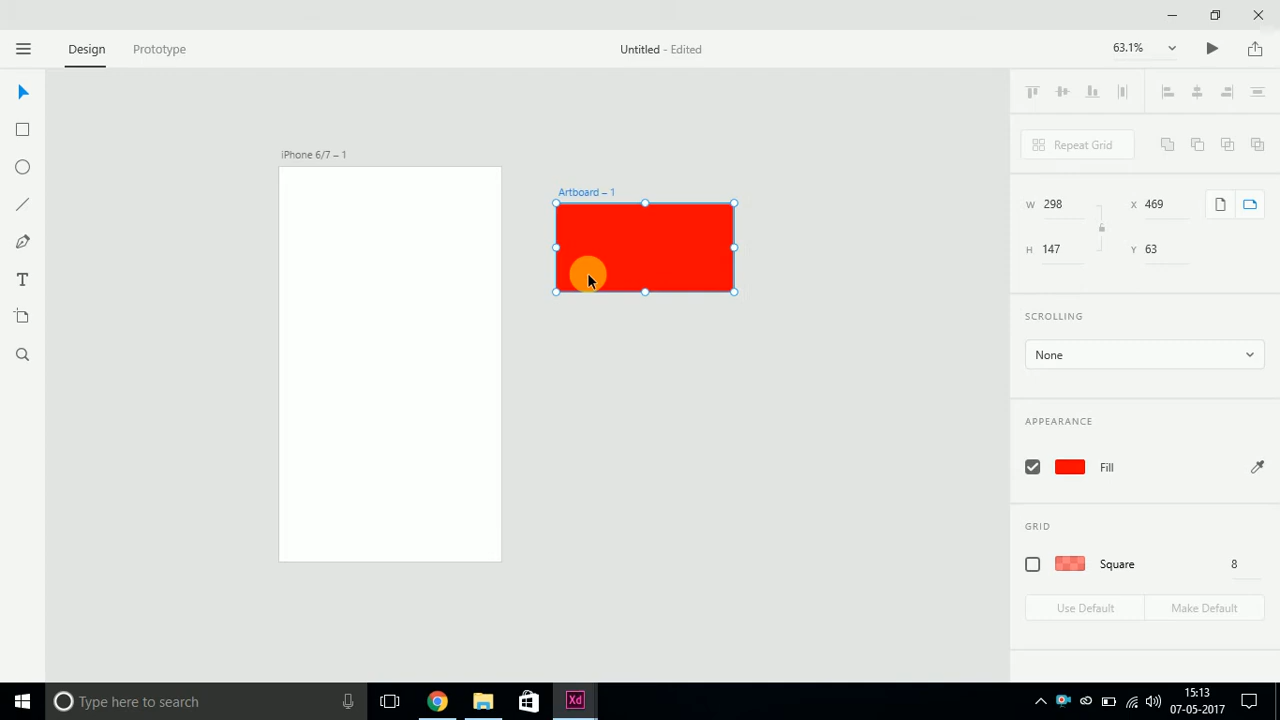 Design
Prototype
Untitled - Edited
63.1%
iPhone 6/7 – 1
Artboard – 1
Repeat Grid
W 298
X 469
H 147
Y 63
SCROLLING
None
APPEARANCE
Fill
GRID
Square
8
Use Default
Make Default
Type here to search
Xd
15:13
07-05-2017